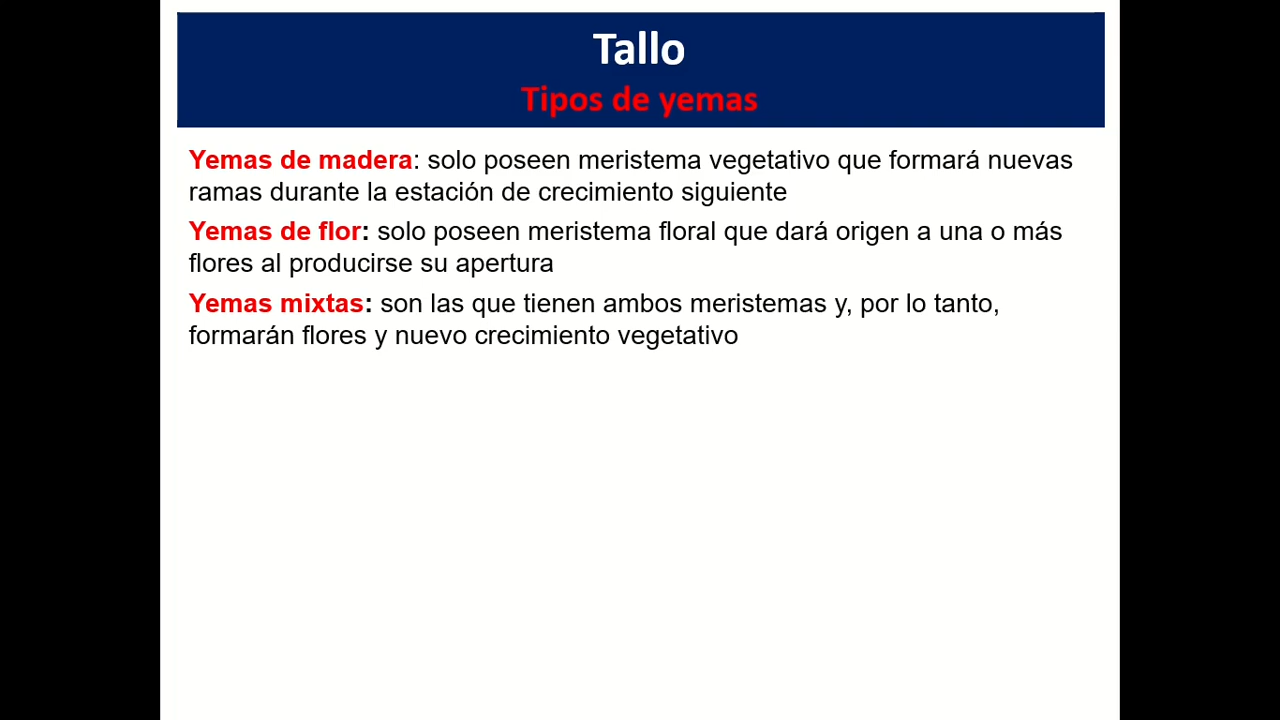 Tallo
Tipos de yemas
Yemas de madera: solo poseen meristema vegetativo que formará nuevas
ramas durante la estación de crecimiento siguiente
Yemas de flor: solo poseen meristema floral que dará origen a una o más
flores al producirse su apertura
Yemas mixtas: son las que tienen ambos meristemas y, por lo tanto,
formarán flores y nuevo crecimiento vegetativo